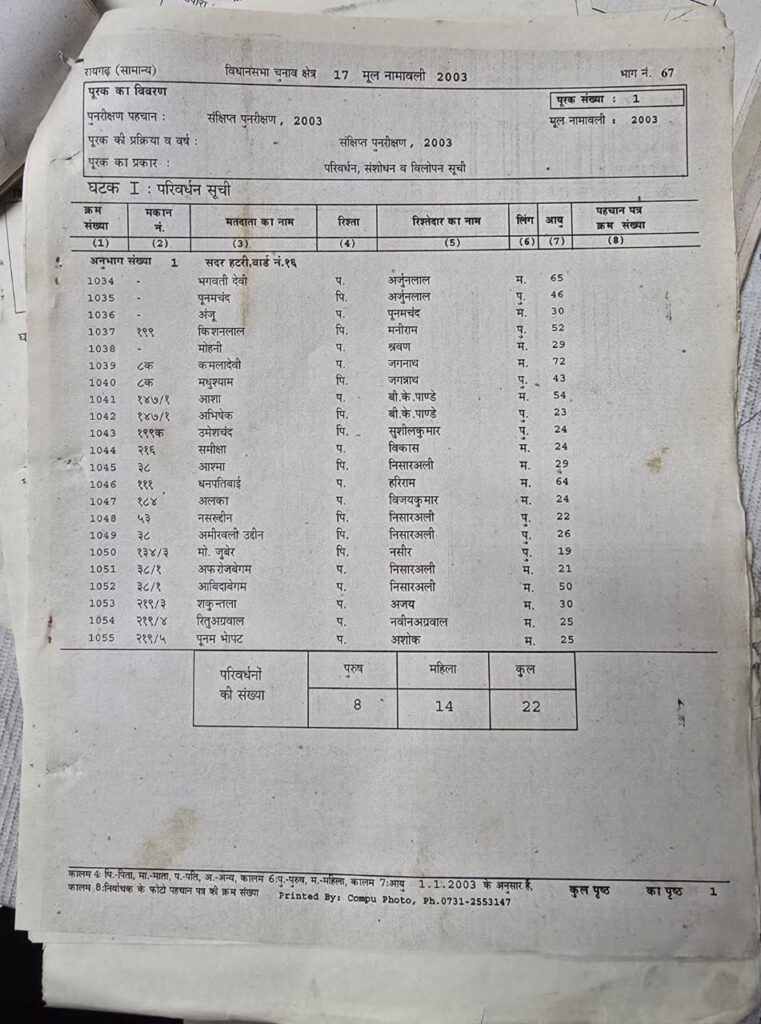 रायगढ़ (सामान्य) विधानसभा चुनाव क्षेत्र 17 मूल नामावली 2003 भाग नं. 67
पूरक का विवरण पूरक संख्या : 1
पुनरीक्षण पहचान : संक्षिप्त पुनरीक्षण, 2003 मूल नामावली : 2003
पूरक की प्रक्रिया व वर्ष : संक्षिप्त पुनरीक्षण, 2003
पूरक का प्रकार : परिवर्धन, संशोधन व विलोपन सूची
घटक I : परिवर्धन सूची
क्रम संख्या मकान नं. मतदाता का नाम रिश्ता रिश्तेदार का नाम लिंग आयु पहचान पत्र क्रम संख्या
(1) (2) (3) (4) (5) (6) (7) (8)
अनुभाग संख्या 1 सदर हटरी,वार्ड नं.१६
1034 - भगवती देवी प. अर्जुनलाल म. 65
1035 - पूनमचंद पि. अर्जुनलाल पु. 46
1036 - अंजू प. पूनमचंद म. 30
1037 १९९ किशनलाल पि. मनीराम पु. 52
1038 - मोहनी प. श्रवण म. 29
1039 ८क कमलादेवी प. जगनाथ म. 72
1040 ८क मधुश्याम पि. जगन्नाथ पु. 43
1041 १४७/१ आशा प. बी.के.पाण्डे म. 54
1042 १४७/१ अभिषेक पि. बी.के.पाण्डे पु. 23
1043 १९९क उमेशचंद पि. सुशीलकुमार पु. 24
1044 २१६ समीक्षा प. विकास म. 24
1045 ३८ आश्मा पि. निसारअली म. 29
1046 १११ धनपतिबाई प. हरिराम म. 64
1047 १८४ अलका प. विजयकुमार म. 24
1048 ५३ नसरूद्दीन पि. निसारअली पु. 22
1049 ३८ अमीरवली उद्दीन पि. निसारअली पु. 26
1050 १३४/३ मो. जुबेर पि. नसीर पु. 19
1051 ३८/१ अफरोजबेगम प. निसारअली म. 21
1052 ३८/१ आबिदाबेगम प. निसारअली म. 50
1053 २१९/३ शकुन्तला प. अजय म. 30
1054 २१९/४ रितुअग्रवाल प. नवीनअग्रवाल म. 25
1055 २१९/५ पूनम भेापट प. अशोक म. 25
परिवर्धनों की संख्या पुरुष महिला कुल
8 14 22
कालम 4: पि.-पिता, मा.-माता, प.-पति, अ.-अन्य, कालम 6:पु.-पुरुष, म.-महिला, कालम 7:आयु 1.1.2003 के अनुसार है,
कालम 8:निर्वाचक के फोटो पहचान पत्र की क्रम संख्या Printed By: Compu Photo, Ph.0731-2553147 कुल पृष्ठ का पृष्ठ 1